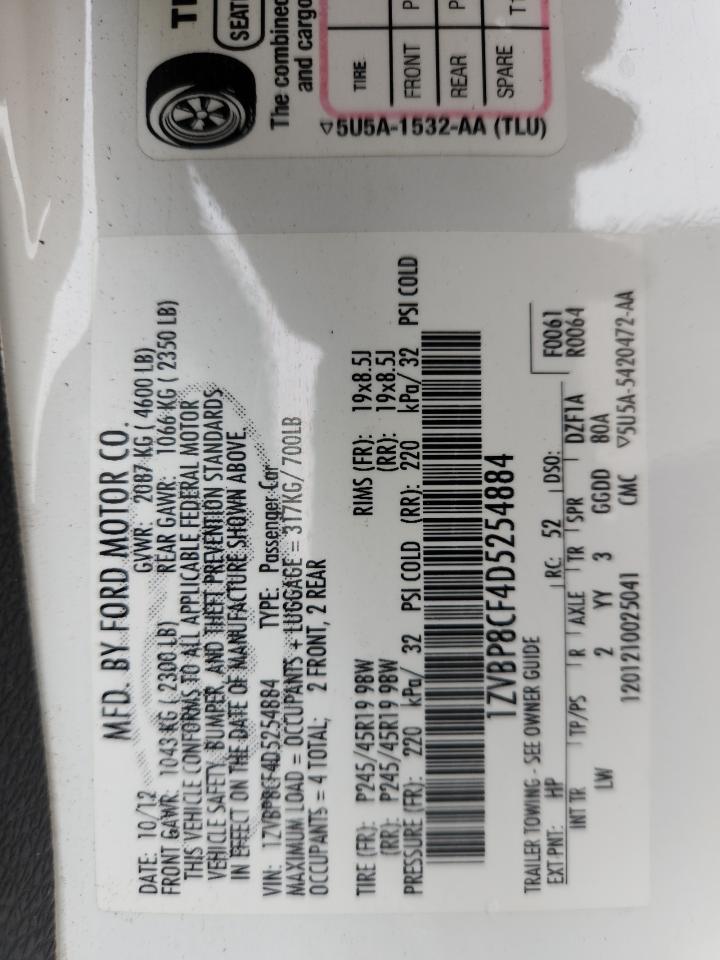 TI
SEATI
The combined
and cargo
TIRE
FRONT P
REAR P
SPARE T1
▽5U5A-1532-AA (TLU)
MFD. BY FORD MOTOR CO.
DATE: 10/12 GVWR: 2087 KG ( 4600 LB)
FRONT GAWR: 1043 KG ( 2300 LB) REAR GAWR: 1066 KG ( 2350 LB)
THIS VEHICLE CONFORMS TO ALL APPLICABLE FEDERAL MOTOR
VEHICLE SAFETY, BUMPER, AND THEFT PREVENTION STANDARDS
IN EFFECT ON THE DATE OF MANUFACTURE SHOWN ABOVE.
VIN: 1ZVBP8CF4D5254884 TYPE: Passenger Car
MAXIMUM LOAD = OCCUPANTS + LUGGAGE = 317KG/ 700LB
OCCUPANTS = 4 TOTAL; 2 FRONT, 2 REAR
TIRE (FR): P245/45R19 98W RIMS (FR): 19x8.5J
(RR): P245/45R19 98W (RR): 19x8.5J
PRESSURE (FR): 220 kPa/ 32 PSI COLD (RR): 220 kPa/ 32 PSI COLD
1ZVBP8CF4D5254884
TRAILER TOWING - SEE OWNER GUIDE
EXT PNT: HP RC: 52 DSO: F0061
INT TR TP/PS R AXLE TR SPR DZF1A R0064
LW 2 YY 3 GGDD 80A
1201210025041 CMC ▽5U5A-5420472-AA